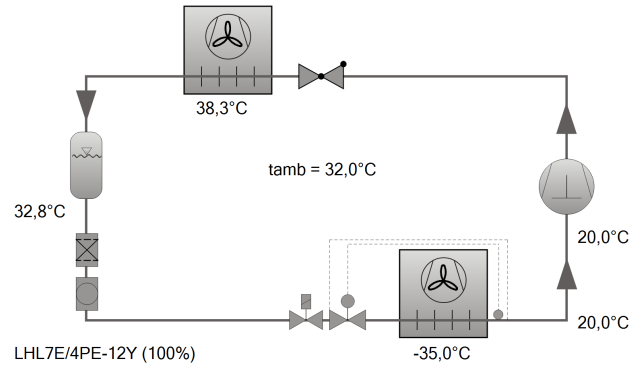 38,3°C
tamb = 32,0°C
32,8°C
20,0°C
20,0°C
LHL7E/4PE-12Y (100%)
-35,0°C